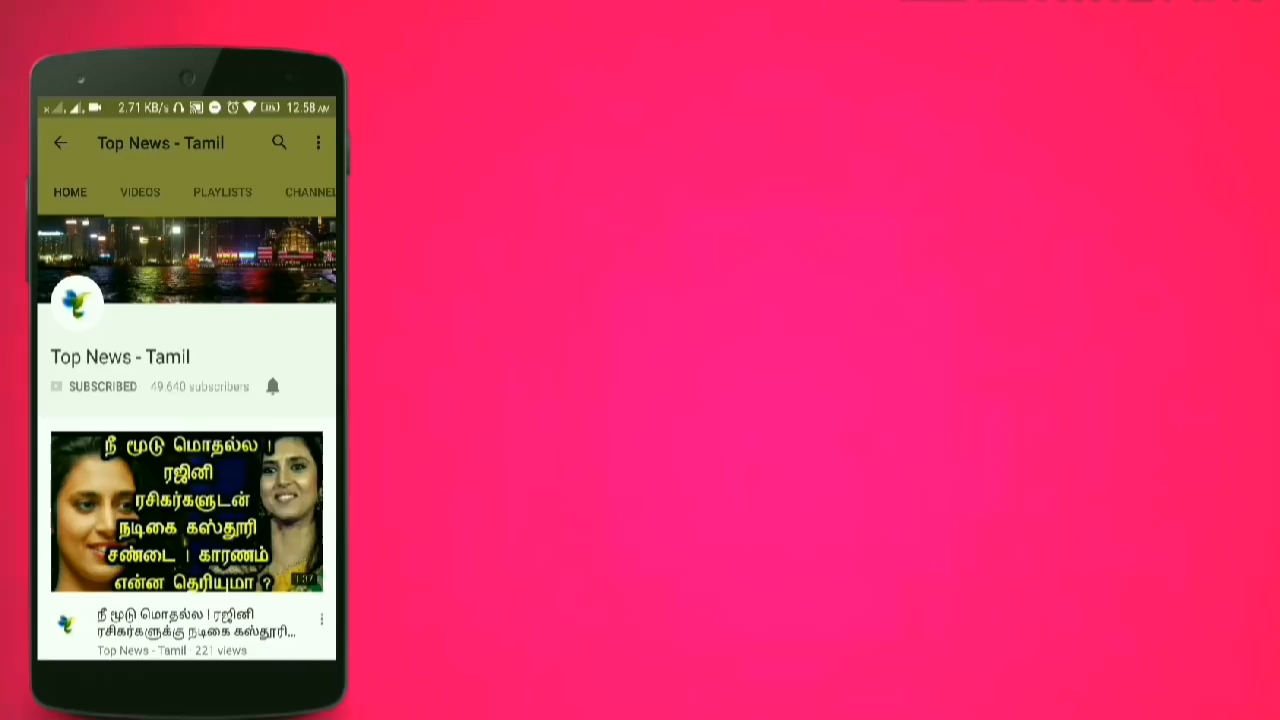 2.71 KB/s 12.58 AM
Top News - Tamil
HOME VIDEOS PLAYLISTS CHANNEL
Top News - Tamil
SUBSCRIBED 49,640 subscribers
நீ மூடு மொதல்ல !
ரஜினி
ரசிகர்களுடன்
நடிகை கஸ்தூரி
சண்டை ! காரணம்
என்ன தெரியுமா ?
நீ மூடு மொதல்ல ! ரஜினி
ரசிகர்களுக்கு நடிகை கஸ்தூரி...
Top News - Tamil · 221 views